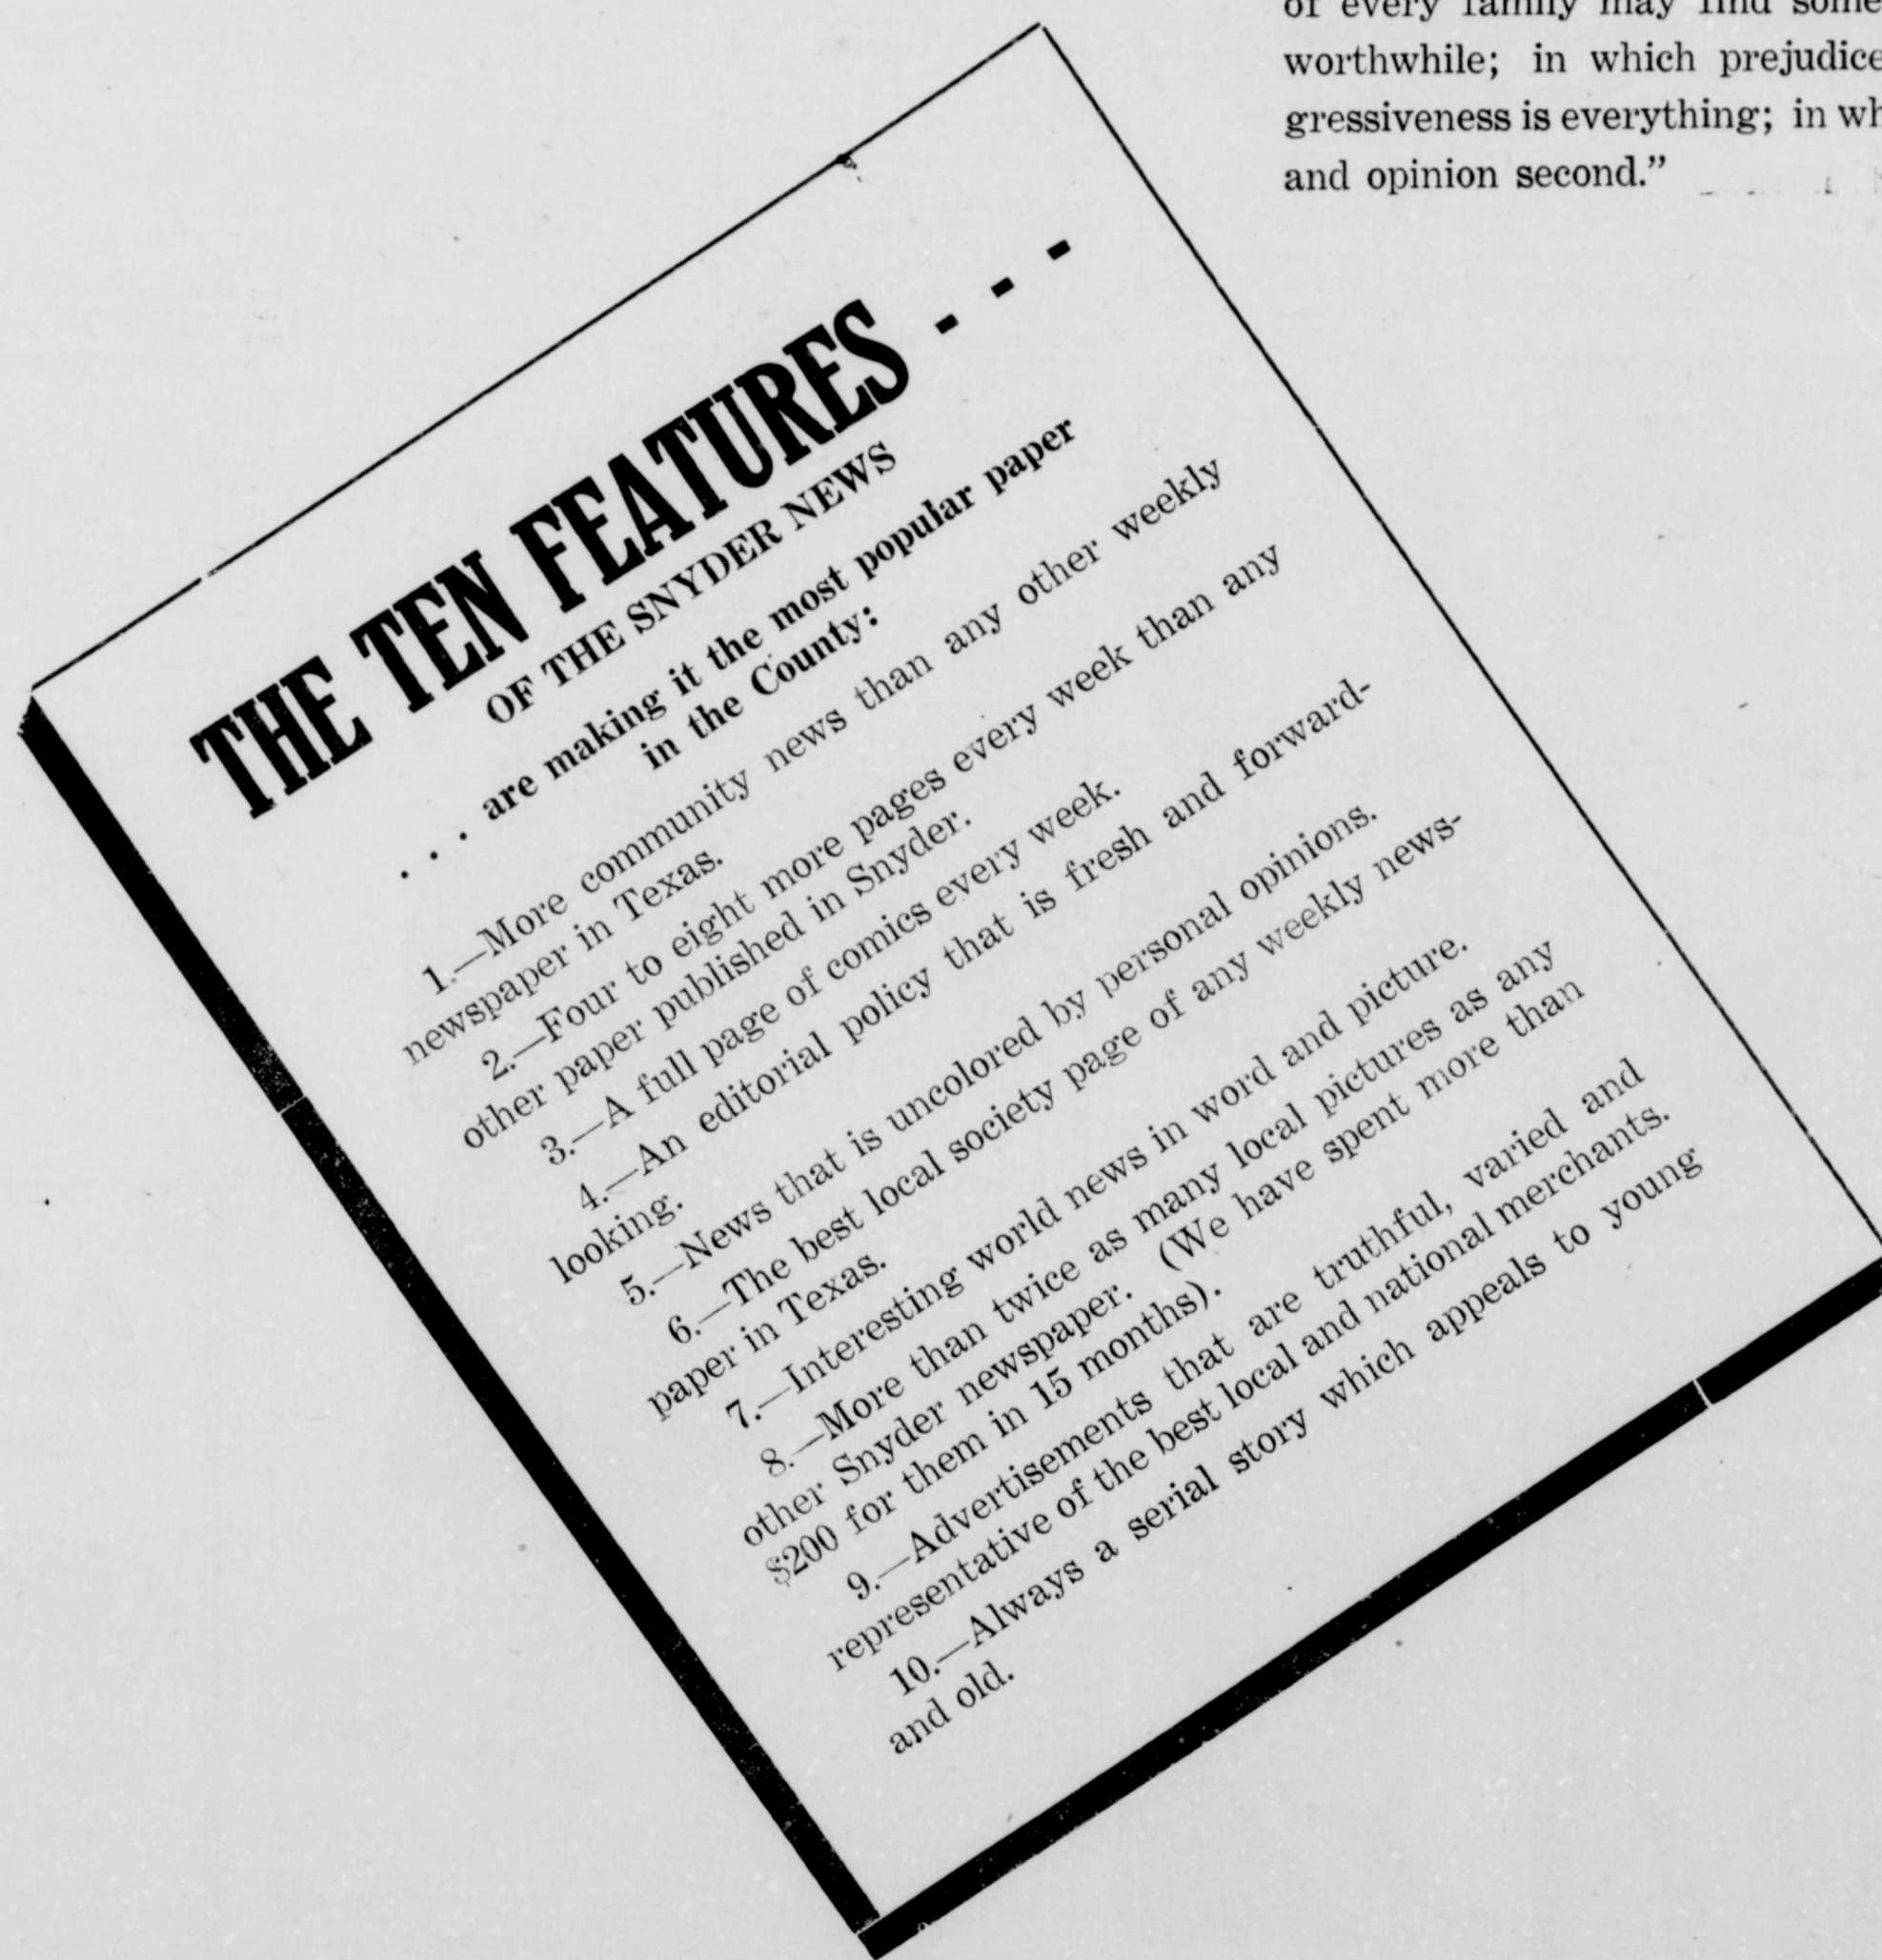 of every family may find some
worthwhile; in which prejudice
gressiveness is everything; in wh
and opinion second."
THE TEN FEATURES - - -
OF THE SNYDER NEWS
. . . are making it the most popular paper
in the County:
1.—More community news than any other weekly
newspaper in Texas.
2.—Four to eight more pages every week than any
other paper published in Snyder.
3.—A full page of comics every week.
4.—An editorial policy that is fresh and forward-
looking.
5.—News that is uncolored by personal opinions.
6.—The best local society page of any weekly news-
paper in Texas.
7.—Interesting world news in word and picture.
8.—More than twice as many local pictures as any
other Snyder newspaper. (We have spent more than
$200 for them in 15 months).
9.—Advertisements that are truthful, varied and
representative of the best local and national merchants.
10.—Always a serial story which appeals to young
and old.